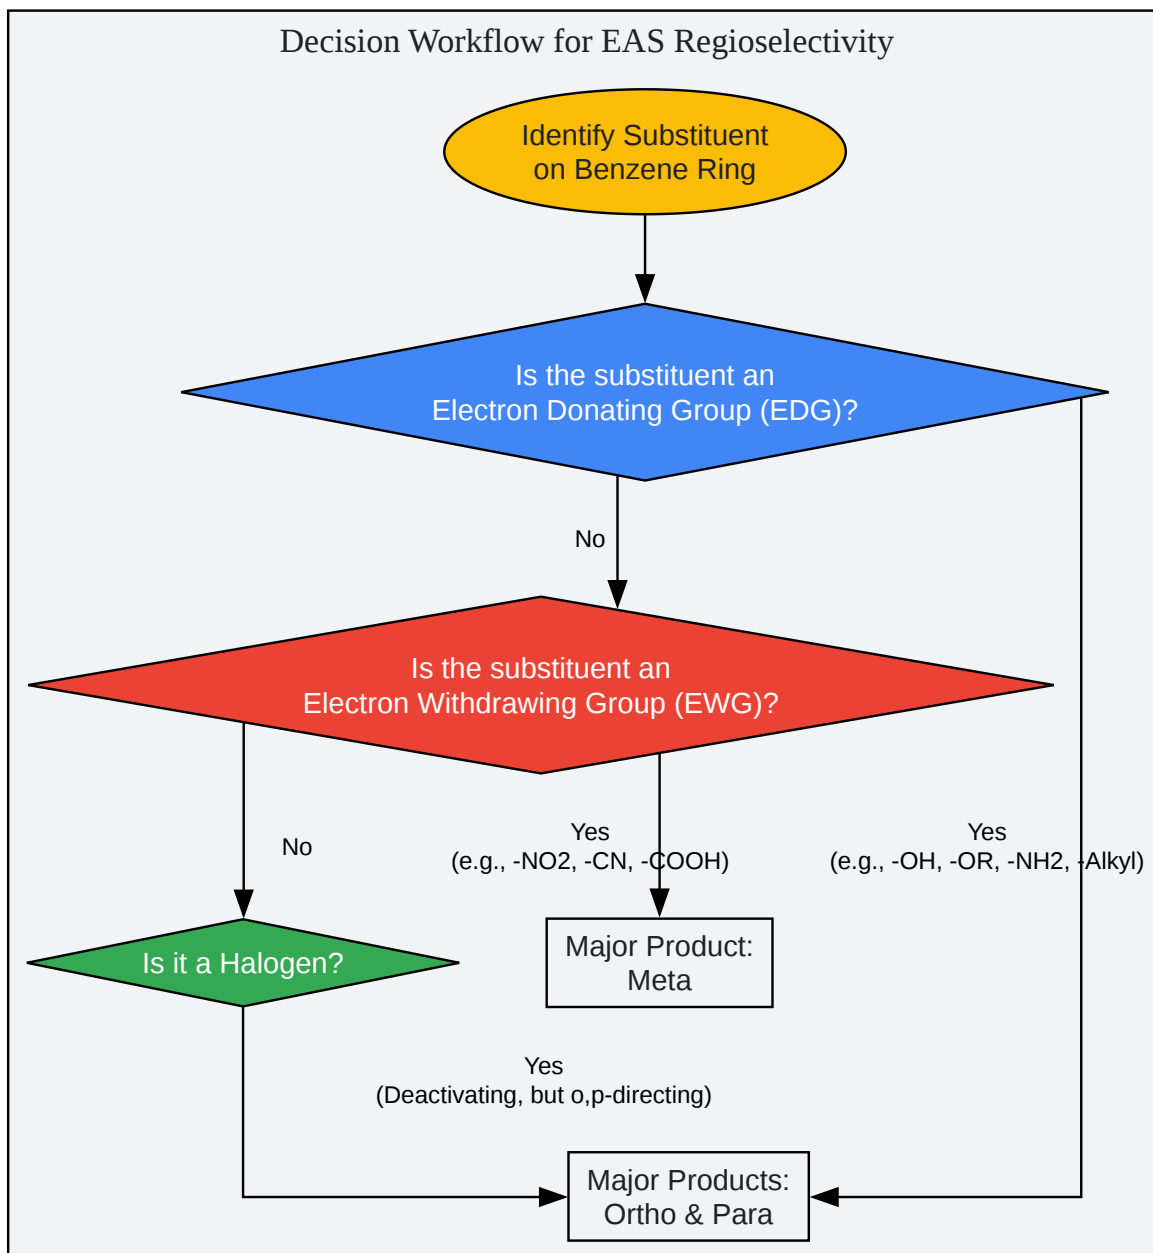 Decision Workflow for EAS Regioselectivity
Identify Substituent
on Benzene Ring
Is the substituent an
Electron Donating Group (EDG)?
No
Is the substituent an
Electron Withdrawing Group (EWG)?
No
Yes
(e.g., -NO2, -CN, -COOH)
Yes
(e.g., -OH, -OR, -NH2, -Alkyl)
Is it a Halogen?
Major Product:
Meta
Yes
(Deactivating, but o,p-directing)
Major Products:
Ortho & Para